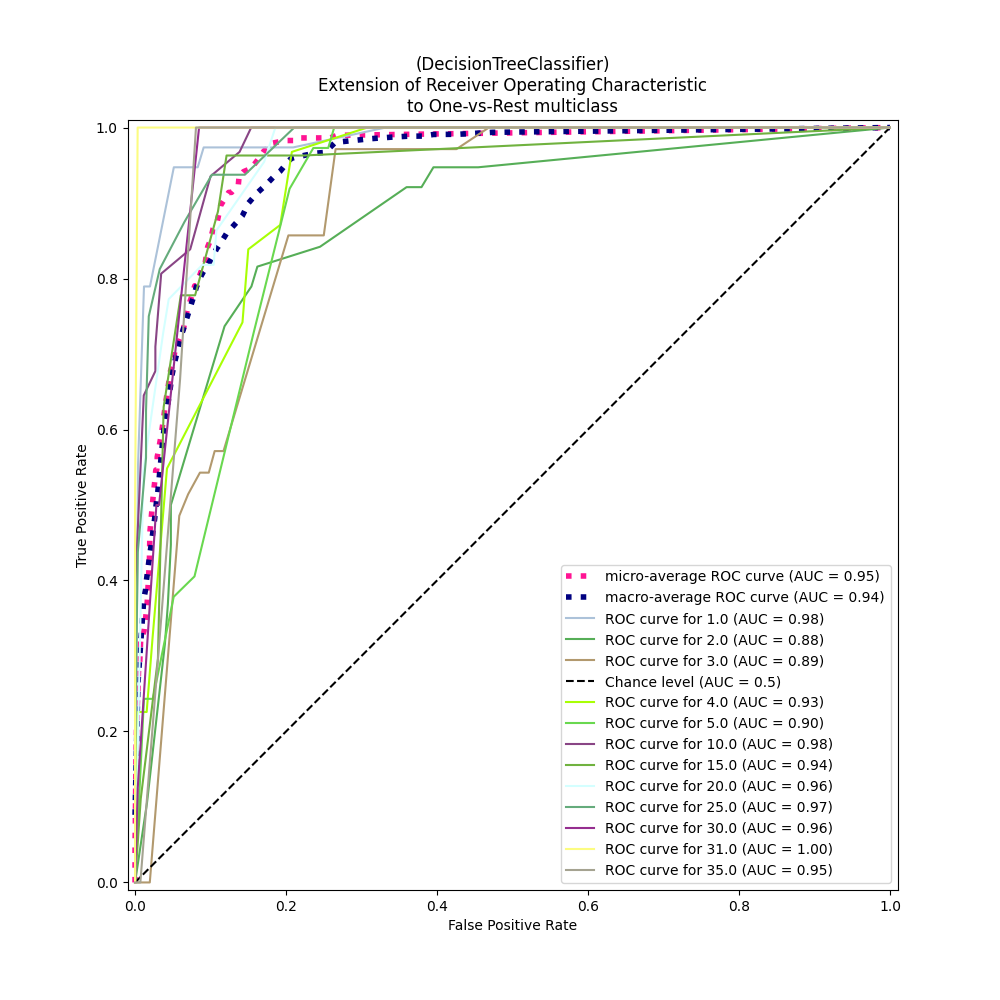 (DecisionTreeClassifier)
Extension of Receiver Operating Characteristic
to One-vs-Rest multiclass
True Positive Rate
1.0
0.8
0.6
0.4
0.2
0.0
micro-average ROC curve (AUC = 0.95)
macro-average ROC curve (AUC = 0.94)
ROC curve for 1.0 (AUC = 0.98)
ROC curve for 2.0 (AUC = 0.88)
ROC curve for 3.0 (AUC = 0.89)
Chance level (AUC = 0.5)
ROC curve for 4.0 (AUC = 0.93)
ROC curve for 5.0 (AUC = 0.90)
ROC curve for 10.0 (AUC = 0.98)
ROC curve for 15.0 (AUC = 0.94)
ROC curve for 20.0 (AUC = 0.96)
ROC curve for 25.0 (AUC = 0.97)
ROC curve for 30.0 (AUC = 0.96)
ROC curve for 31.0 (AUC = 1.00)
ROC curve for 35.0 (AUC = 0.95)
0.0 0.2 0.4 0.6 0.8 1.0
False Positive Rate